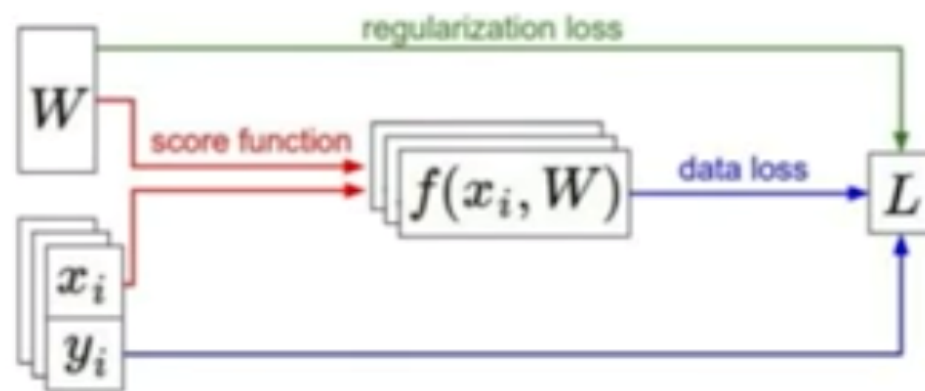 regularization loss
W
score function
f(x_i, W)
data loss
L
x_i
y_i